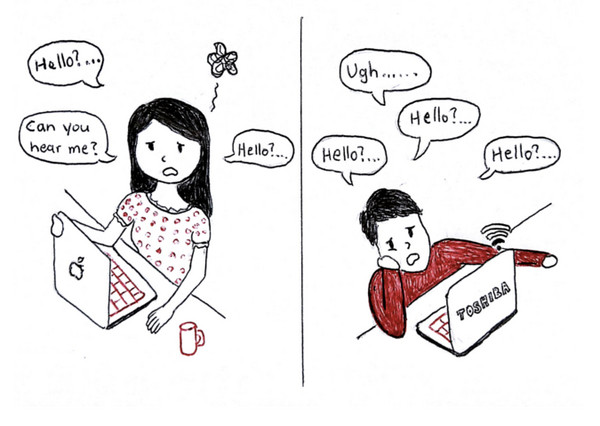 Hello?....
Can you
hear me?
Hello?...
Ugh......
Hello?...
Hello?...
Hello?...
TOSHIBA